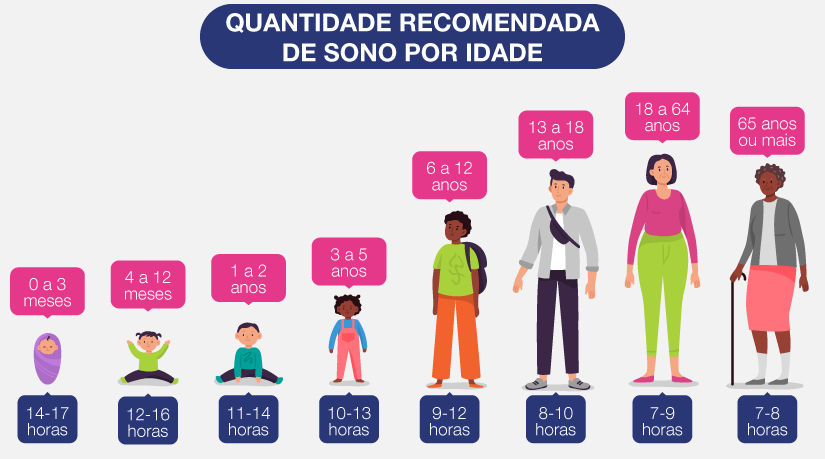 QUANTIDADE RECOMENDADA
DE SONO POR IDADE
0 a 3
meses
14-17
horas
4 a 12
meses
12-16
horas
1 a 2
anos
11-14
horas
3 a 5
anos
10-13
horas
6 a 12
anos
9-12
horas
13 a 18
anos
8-10
horas
18 a 64
anos
7-9
horas
65 anos
ou mais
7-8
horas